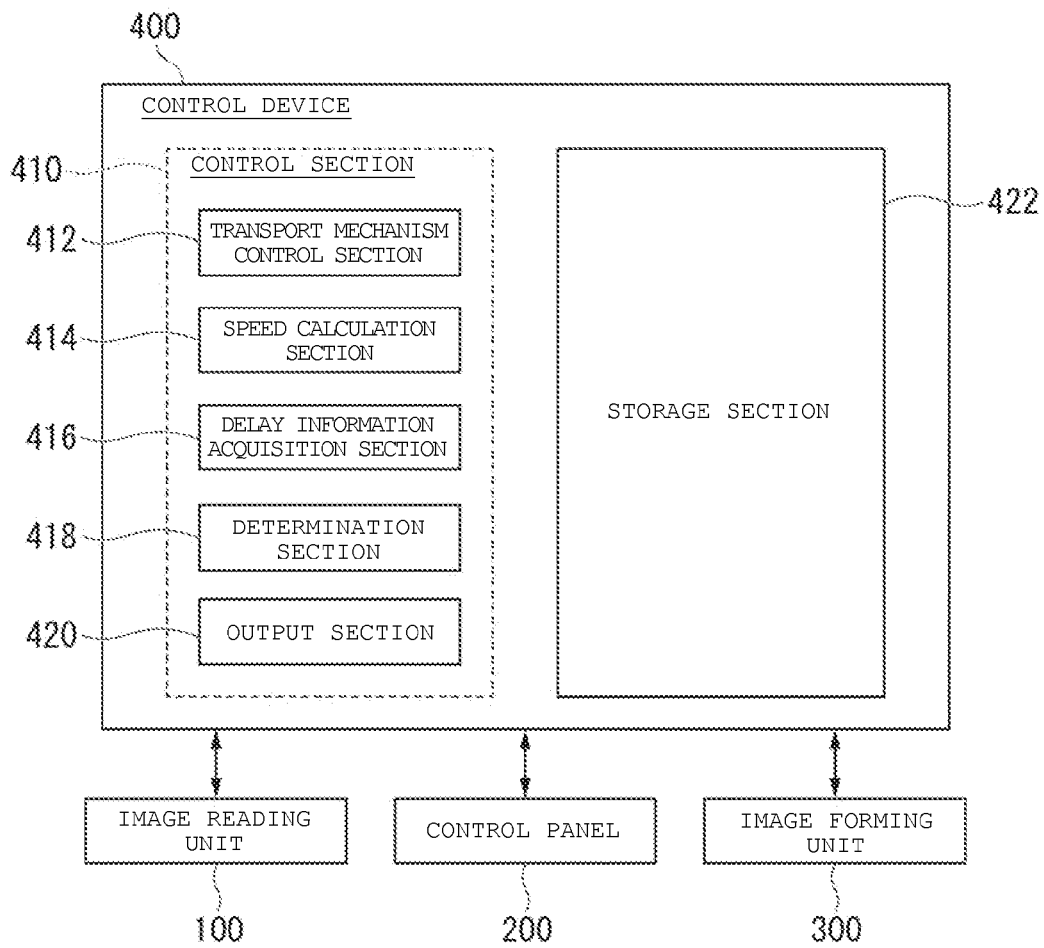 400
CONTROL DEVICE
410
CONTROL SECTION
422
412
TRANSPORT MECHANISM
CONTROL SECTION
414
SPEED CALCULATION
SECTION
416
DELAY INFORMATION
ACQUISITION SECTION
STORAGE SECTION
418
DETERMINATION
SECTION
420
OUTPUT SECTION
IMAGE READING
UNIT
CONTROL PANEL
IMAGE FORMING
UNIT
100
200
300